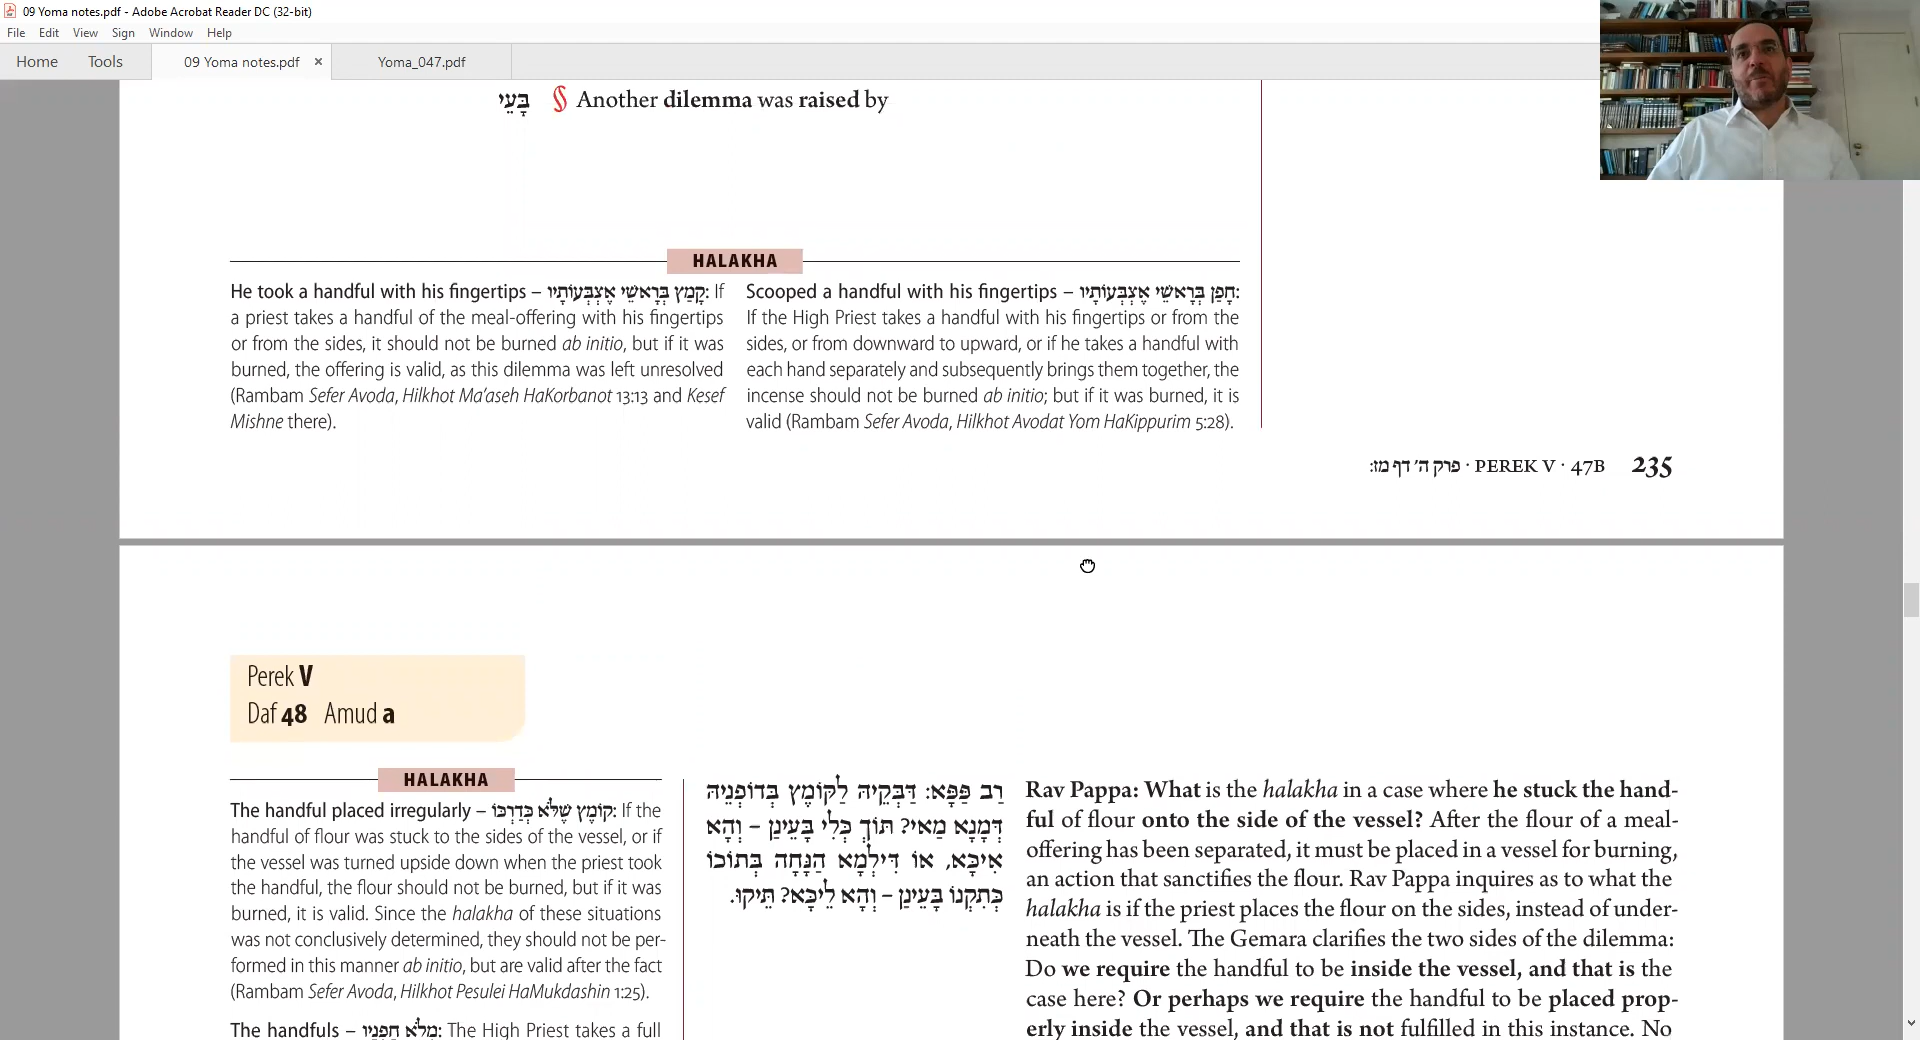 09 Yoma notes.pdf - Adobe Acrobat Reader DC (32-bit)
File Edit View Sign Window Help
Home Tools 09 Yoma notes.pdf × Yoma_047.pdf
בָּעֵי § Another dilemma was raised by
HALAKHA
He took a handful with his fingertips – קָמַץ בְּרָאשֵׁי אֶצְבְּעוֹתָיו: If
a priest takes a handful of the meal-offering with his fingertips
or from the sides, it should not be burned ab initio, but if it was
burned, the offering is valid, as this dilemma was left unresolved
(Rambam Sefer Avoda, Hilkhot Ma'aseh HaKorbanot 13:13 and Kesef
Mishne there).
Scooped a handful with his fingertips – חָפַן בְּרָאשֵׁי אֶצְבְּעוֹתָיו:
If the High Priest takes a handful with his fingertips or from the
sides, or from downward to upward, or if he takes a handful with
each hand separately and subsequently brings them together, the
incense should not be burned ab initio; but if it was burned, it is
valid (Rambam Sefer Avoda, Hilkhot Avodat Yom HaKippurim 5:28).
פרק ה׳ דף מז: · PEREK V · 47B 235
Perek V
Daf 48 Amud a
HALAKHA
The handful placed irregularly – קוֹמֶץ שֶׁלֹּא כְּדַרְכּוֹ: If the
handful of flour was stuck to the sides of the vessel, or if
the vessel was turned upside down when the priest took
the handful, the flour should not be burned, but if it was
burned, it is valid. Since the halakha of these situations
was not conclusively determined, they should not be per-
formed in this manner ab initio, but are valid after the fact
(Rambam Sefer Avoda, Hilkhot Pesulei HaMukdashin 1:25).
The handfuls – מְלֹא חָפְנָיו: The High Priest takes a full
רַב פַּפָּא: דַּבְּקֵיהּ לַקּוֹמֶץ בְּדוֹפְנֵיהּ
דְּמָנָא מַאי? תּוֹךְ כְּלִי בָּעֵינַן – וְהָא
אִיכָּא, אוֹ דִּילְמָא הַנָּחָה בְּתוֹכוֹ
כְּתִקְנוֹ בָּעֵינַן – וְהָא לֵיכָּא? תֵּיקוּ.
Rav Pappa: What is the halakha in a case where he stuck the hand-
ful of flour onto the side of the vessel? After the flour of a meal-
offering has been separated, it must be placed in a vessel for burning,
an action that sanctifies the flour. Rav Pappa inquires as to what the
halakha is if the priest places the flour on the sides, instead of under-
neath the vessel. The Gemara clarifies the two sides of the dilemma:
Do we require the handful to be inside the vessel, and that is the
case here? Or perhaps we require the handful to be placed prop-
erly inside the vessel, and that is not fulfilled in this instance. No